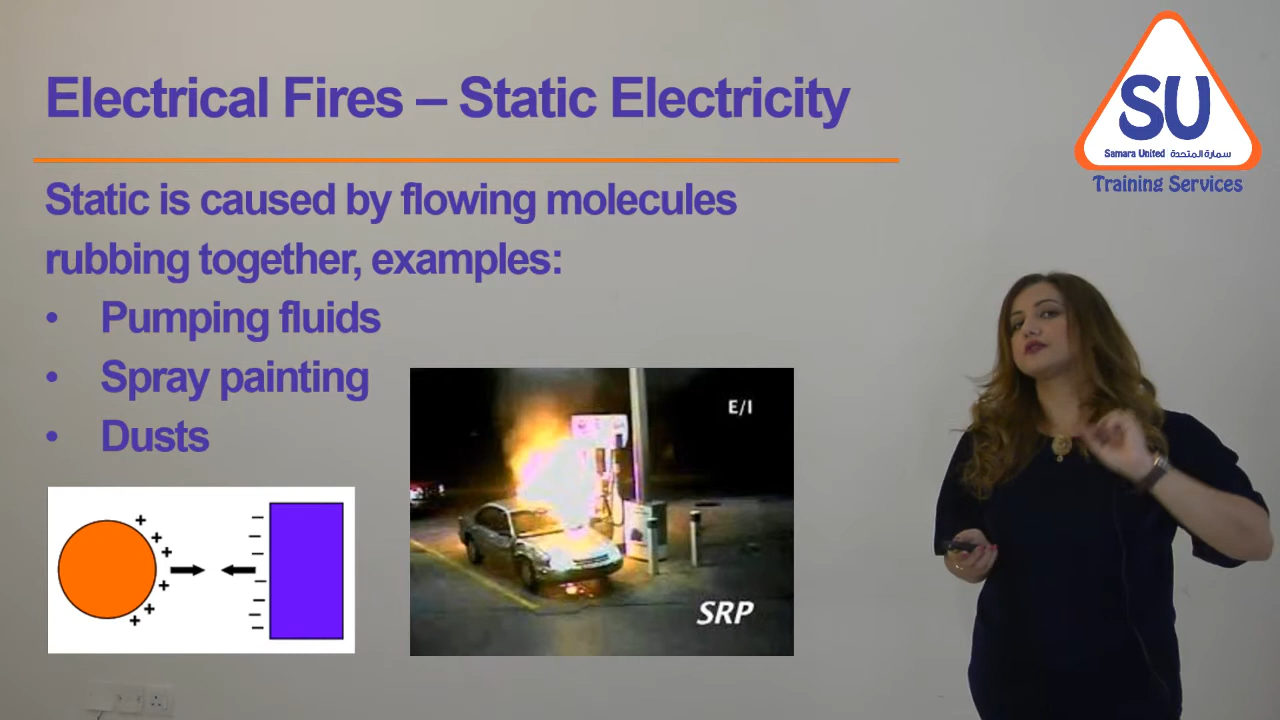 Electrical Fires – Static Electricity
SU
Samara United سمارة المتحدة
Training Services
Static is caused by flowing molecules
rubbing together, examples:
• Pumping fluids
• Spray painting
• Dusts
E/I
SRP